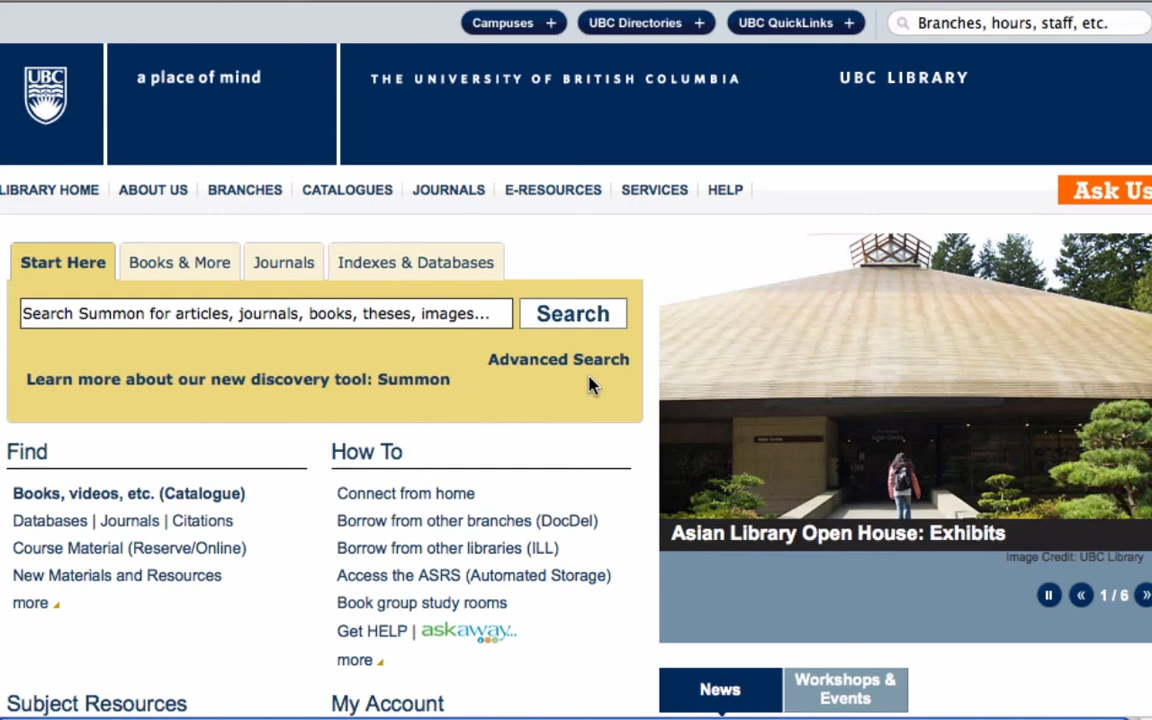 Campuses +
UBC Directories +
UBC QuickLinks +
Branches, hours, staff, etc.
UBC
a place of mind
THE UNIVERSITY OF BRITISH COLUMBIA
UBC LIBRARY
LIBRARY HOME
ABOUT US
BRANCHES
CATALOGUES
JOURNALS
E-RESOURCES
SERVICES
HELP
Ask Us
Start Here
Books & More
Journals
Indexes & Databases
Search Summon for articles, journals, books, theses, images...
Search
Advanced Search
Learn more about our new discovery tool: Summon
Find
Books, videos, etc. (Catalogue)
Databases | Journals | Citations
Course Material (Reserve/Online)
New Materials and Resources
more
How To
Connect from home
Borrow from other branches (DocDel)
Borrow from other libraries (ILL)
Access the ASRS (Automated Storage)
Book group study rooms
Get HELP | askaway...
more
Asian Library Open House: Exhibits
Image Credit: UBC Library
« 1 / 6 »
Subject Resources
My Account
News
Workshops &
Events